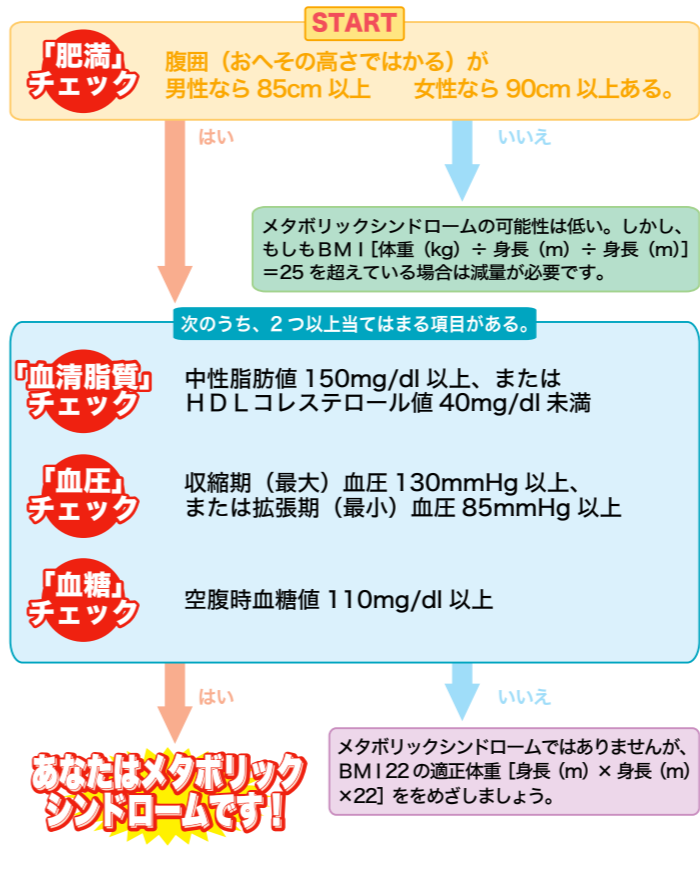 START
「肥満」
チェック
腹囲（おへその高さではかる）が
男性なら 85cm 以上　　女性なら 90cm 以上ある。
はい
いいえ
メタボリックシンドロームの可能性は低い。しかし、
もしもＢＭＩ［体重（kg）÷ 身長（m）÷ 身長（m）］
＝25 を超えている場合は減量が必要です。
次のうち、2 つ以上当てはまる項目がある。
「血清脂質」
チェック
中性脂肪値 150mg/dl 以上、または
ＨＤＬコレステロール値 40mg/dl 未満
「血圧」
チェック
収縮期（最大）血圧 130mmHg 以上、
または拡張期（最小）血圧 85mmHg 以上
「血糖」
チェック
空腹時血糖値 110mg/dl 以上
はい
いいえ
あなたはメタボリック
シンドロームです！
メタボリックシンドロームではありませんが、
ＢＭＩ22 の適正体重［身長（m）× 身長（m）
×22］ををめざしましょう。